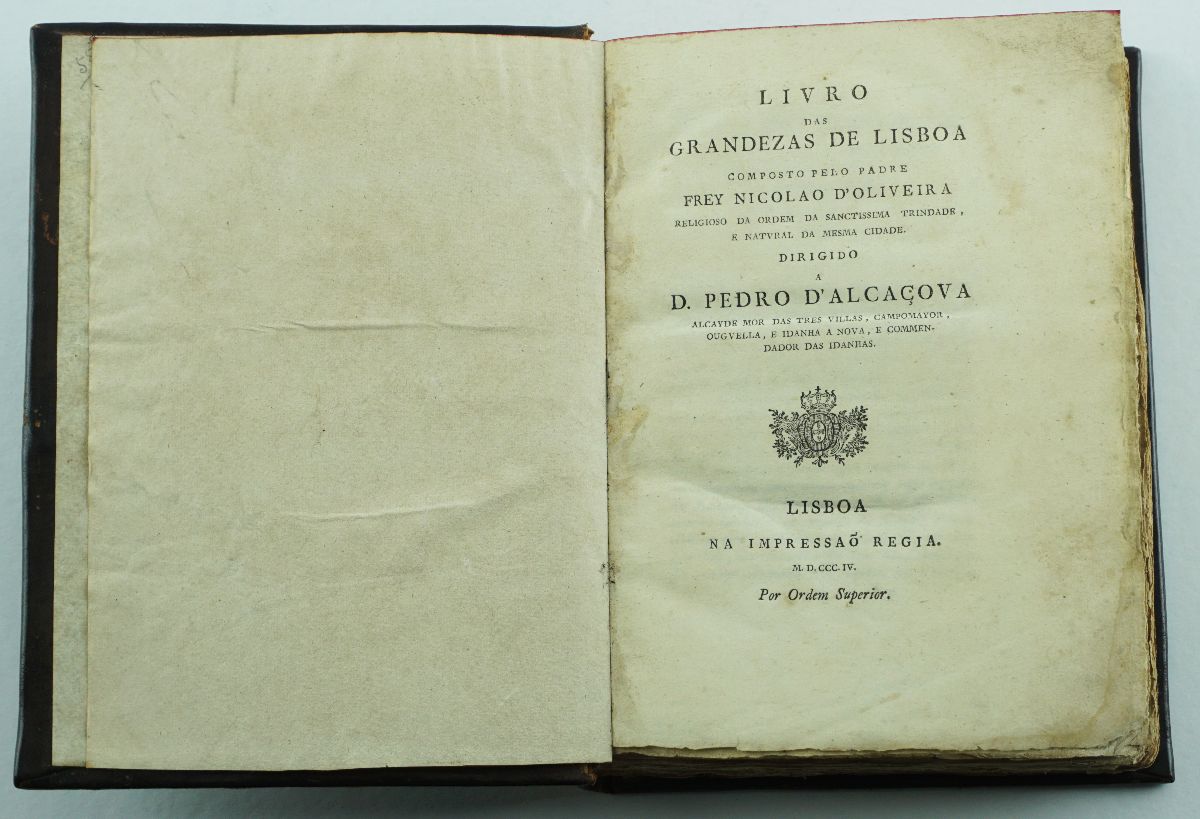 5
LIVRO
DAS
GRANDEZAS DE LISBOA
COMPOSTO PELO PADRE
FREY NICOLAO D'OLIVEIRA
RELIGIOSO DA ORDEM DA SANCTISSIMA TRINDADE,
E NATVRAL DA MESMA CIDADE.
DIRIGIDO
A
D. PEDRO D'ALCAÇOVA
ALCAYDE MOR DAS TRES VILLAS, CAMPOMAYOR,
OUGVELLA, E IDANHA A NOVA, E COMMEN-
DADOR DAS IDANHAS.
LISBOA
NA IMPRESSAÕ REGIA.
M. D. CCC. IV.
Por Ordem Superior.